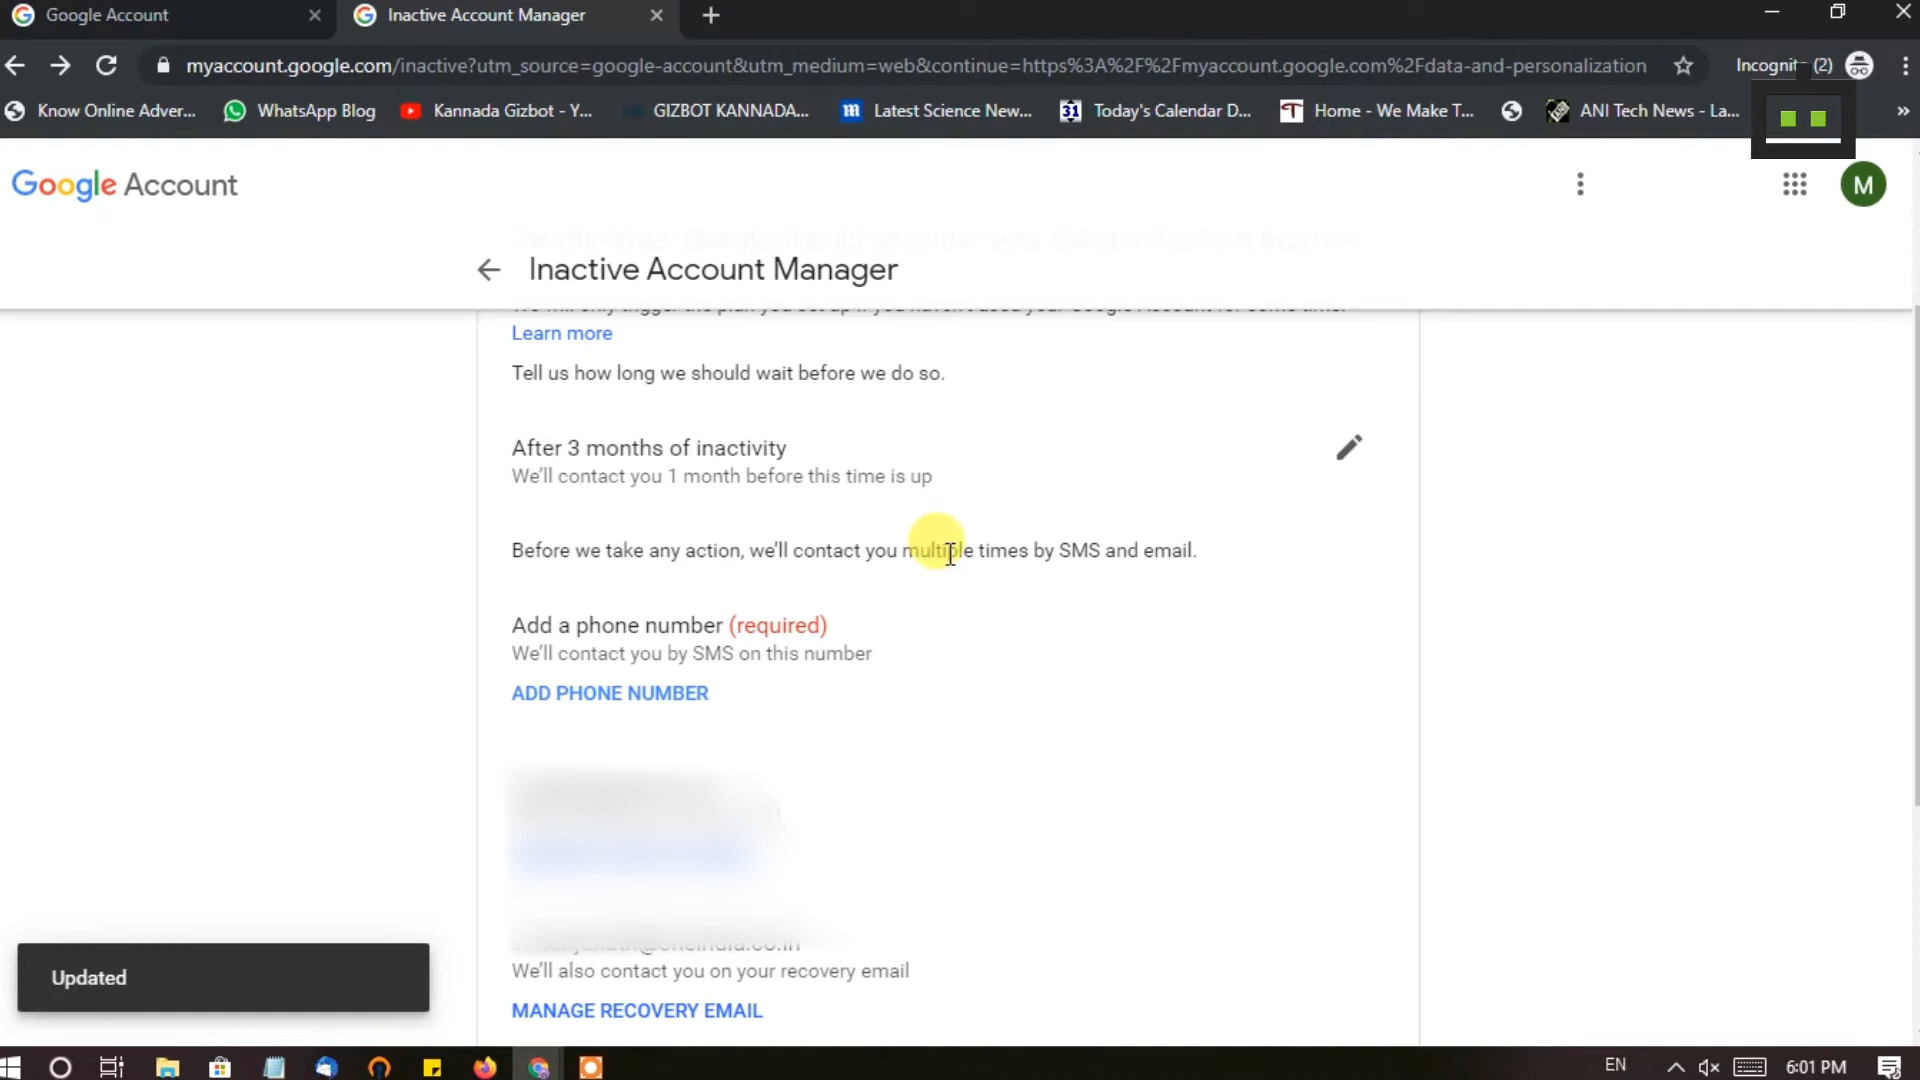 Google Account
Inactive Account Manager
myaccount.google.com/inactive?utm_source=google-account&utm_medium=web&continue=https%3A%2F%2Fmyaccount.google.com%2Fdata-and-personalization
Incognit (2)
Know Online Adver...
WhatsApp Blog
Kannada Gizbot - Y...
GIZBOT KANNADA...
Latest Science New...
31
Today's Calendar D...
Home - We Make T...
ANI Tech News - La...
»
Google Account
M
Inactive Account Manager
Learn more
Tell us how long we should wait before we do so.
After 3 months of inactivity
We'll contact you 1 month before this time is up
Before we take any action, we'll contact you multiple times by SMS and email.
Add a phone number (required)
We'll contact you by SMS on this number
ADD PHONE NUMBER
We'll also contact you on your recovery email
MANAGE RECOVERY EMAIL
Updated
EN
6:01 PM